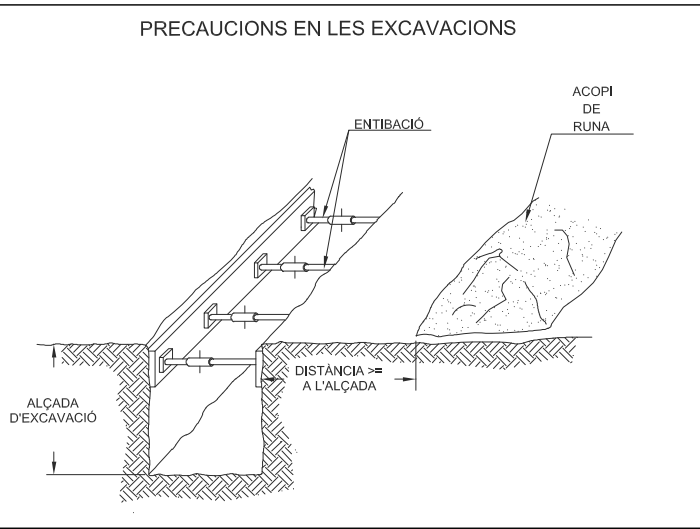 PRECAUCIONS EN LES EXCAVACIONS
ACOPI
DE
RUNA
ENTIBACIÓ
DISTÀNCIA >=
A L'ALÇADA
ALÇADA
D'EXCAVACIÓ